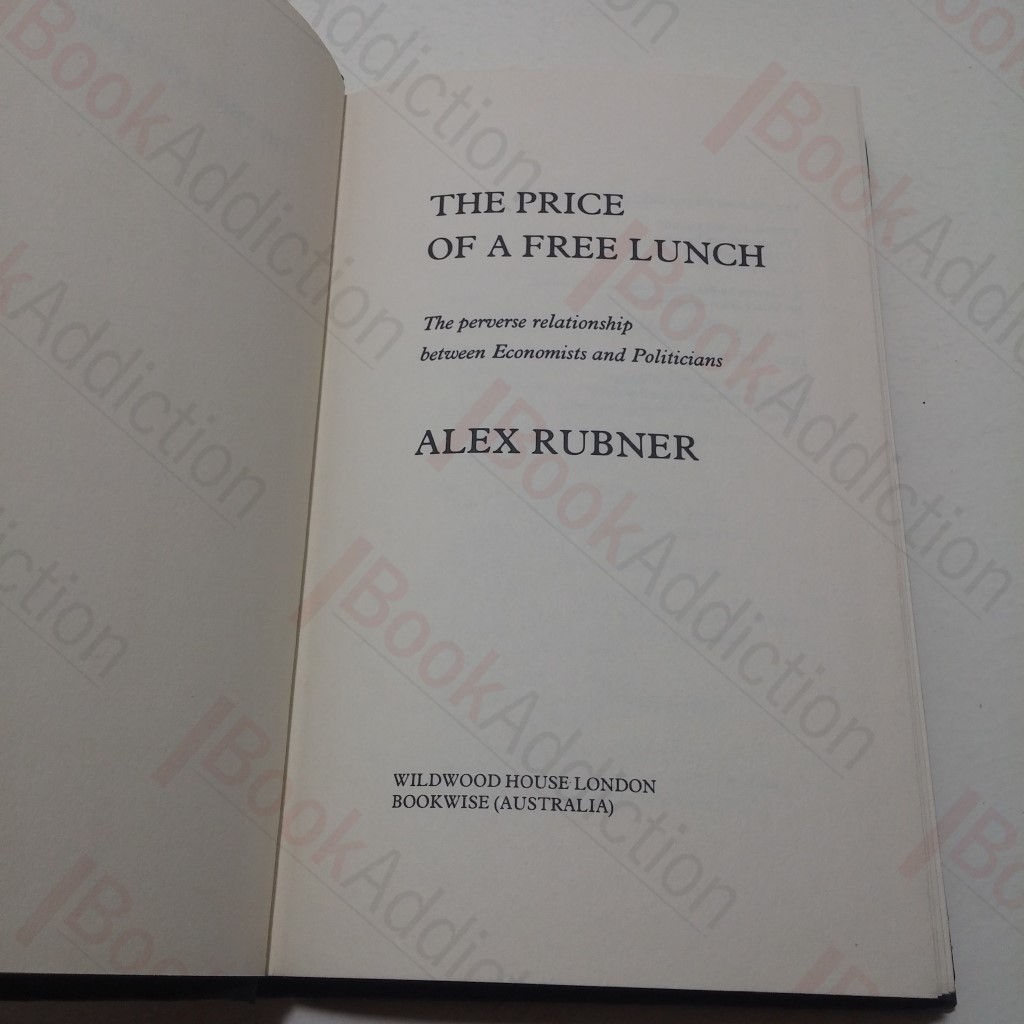 THE PRICE
OF A FREE LUNCH
The perverse relationship
between Economists and Politicians
ALEX RUBNER
WILDWOOD HOUSE LONDON
BOOKWISE (AUSTRALIA)
BookAddiction